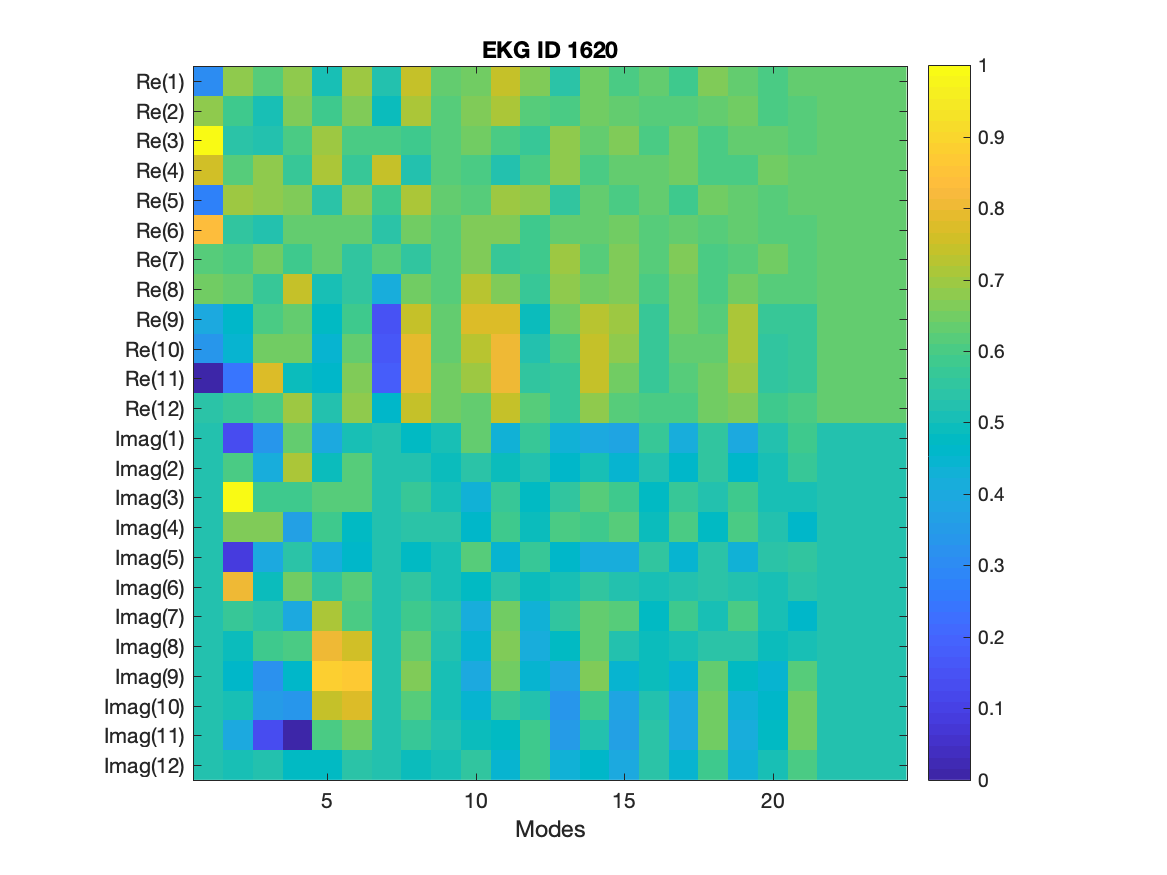 EKG ID 1620
Re(1)
Re(2)
Re(3)
Re(4)
Re(5)
Re(6)
Re(7)
Re(8)
Re(9)
Re(10)
Re(11)
Re(12)
Imag(1)
Imag(2)
Imag(3)
Imag(4)
Imag(5)
Imag(6)
Imag(7)
Imag(8)
Imag(9)
Imag(10)
Imag(11)
Imag(12)
5 10 15 20
Modes
1
0.9
0.8
0.7
0.6
0.5
0.4
0.3
0.2
0.1
0